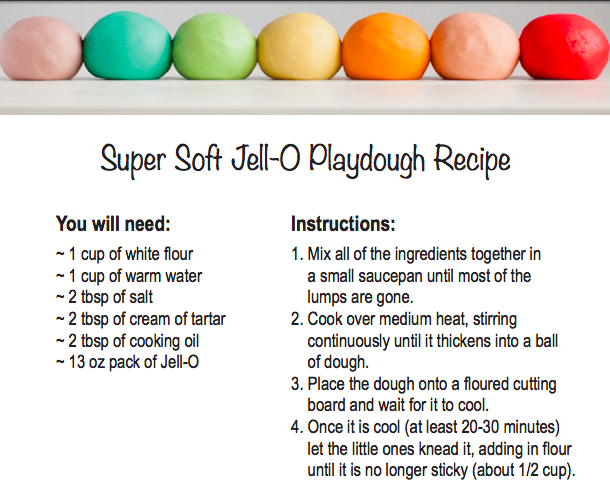 Super Soft Jell-O Playdough Recipe
You will need:
~ 1 cup of white flour
~ 1 cup of warm water
~ 2 tbsp of salt
~ 2 tbsp of cream of tartar
~ 2 tbsp of cooking oil
~ 13 oz pack of Jell-O
Instructions:
1. Mix all of the ingredients together in
a small saucepan until most of the
lumps are gone.
2. Cook over medium heat, stirring
continuously until it thickens into a ball
of dough.
3. Place the dough onto a floured cutting
board and wait for it to cool.
4. Once it is cool (at least 20-30 minutes)
let the little ones knead it, adding in flour
until it is no longer sticky (about 1/2 cup).